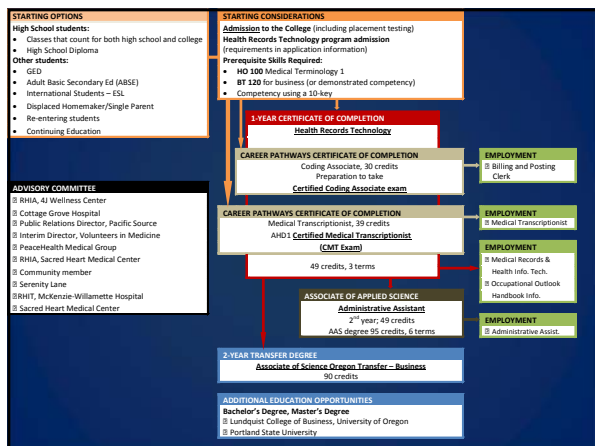 STARTING OPTIONS
High School students:
• Classes that count for both high school and college
• High School Diploma
Other students:
• GED
• Adult Basic Secondary Ed (ABSE)
• International Students – ESL
• Displaced Homemaker/Single Parent
• Re-entering students
• Continuing Education
STARTING CONSIDERATIONS
Admission to the College (including placement testing)
Health Records Technology program admission
(requirements in application information)
Prerequisite Skills Required:
• HO 100 Medical Terminology 1
• BT 120 for business (or demonstrated competency)
• Competency using a 10-key
1-YEAR CERTIFICATE OF COMPLETION
Health Records Technology
CAREER PATHWAYS CERTIFICATE OF COMPLETION
Coding Associate, 30 credits
Preparation to take
Certified Coding Associate exam
EMPLOYMENT
Billing and Posting
Clerk
ADVISORY COMMITTEE
RHIA, 4J Wellness Center
Cottage Grove Hospital
Public Relations Director, Pacific Source
Interim Director, Volunteers in Medicine
PeaceHealth Medical Group
RHIA, Sacred Heart Medical Center
Community member
Serenity Lane
RHIT, McKenzie-Willamette Hospital
Sacred Heart Medical Center
CAREER PATHWAYS CERTIFICATE OF COMPLETION
Medical Transcriptionist, 39 credits
AHD1 Certified Medical Transcriptionist
(CMT Exam)
EMPLOYMENT
Medical Transcriptionist
49 credits, 3 terms
EMPLOYMENT
Medical Records &
Health Info. Tech.
Occupational Outlook
Handbook Info.
ASSOCIATE OF APPLIED SCIENCE
Administrative Assistant
2nd year; 49 credits
AAS degree 95 credits, 6 terms
EMPLOYMENT
Administrative Assist.
2-YEAR TRANSFER DEGREE
Associate of Science Oregon Transfer – Business
90 credits
ADDITIONAL EDUCATION OPPORTUNITIES
Bachelor's Degree, Master's Degree
Lundquist College of Business, University of Oregon
Portland State University